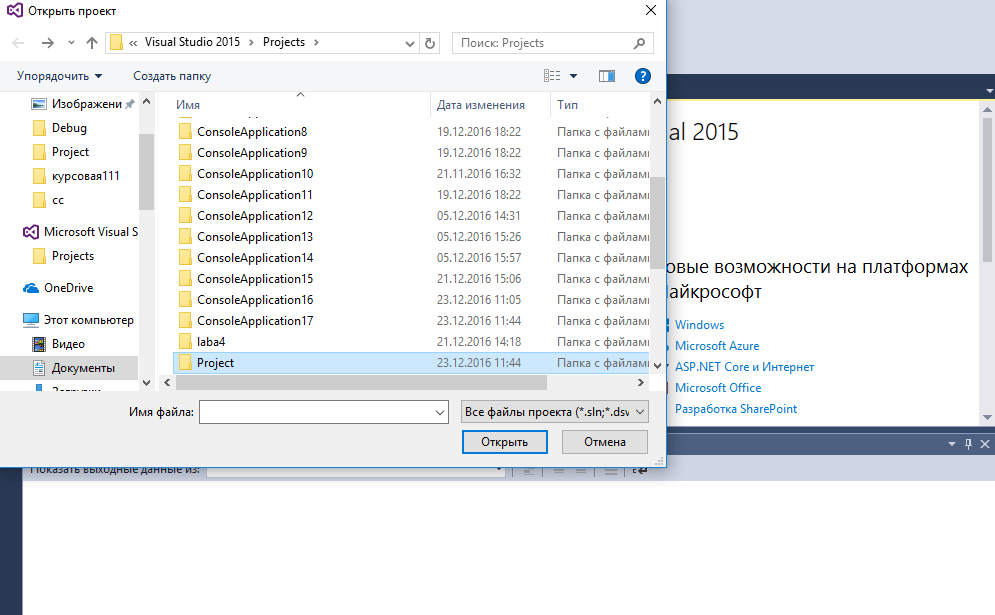 Открыть проект
« Visual Studio 2015 › Projects ›
Поиск: Projects
Упорядочить
Создать папку
Изображени
Debug
Project
курсовая111
cc
Microsoft Visual S
Projects
OneDrive
Этот компьютер
Видео
Документы
Загрузки
Имя Дата изменения Тип
ConsoleApplication8 19.12.2016 18:22 Папка с файлами
ConsoleApplication9 19.12.2016 18:22 Папка с файлами
ConsoleApplication10 21.11.2016 16:32 Папка с файлами
ConsoleApplication11 19.12.2016 18:22 Папка с файлами
ConsoleApplication12 05.12.2016 14:31 Папка с файлами
ConsoleApplication13 05.12.2016 15:26 Папка с файлами
ConsoleApplication14 05.12.2016 15:57 Папка с файлами
ConsoleApplication15 21.12.2016 15:06 Папка с файлами
ConsoleApplication16 23.12.2016 11:05 Папка с файлами
ConsoleApplication17 23.12.2016 11:44 Папка с файлами
laba4 21.12.2016 14:18 Папка с файлами
Project 23.12.2016 11:44 Папка с файлами
Имя файла:
Все файлы проекта (*.sln;*.dsw
Открыть
Отмена
al 2015
овые возможности на платформах
айкрософт
Windows
Microsoft Azure
ASP.NET Core и Интернет
Microsoft Office
Разработка SharePoint
Показать выходные данные из: